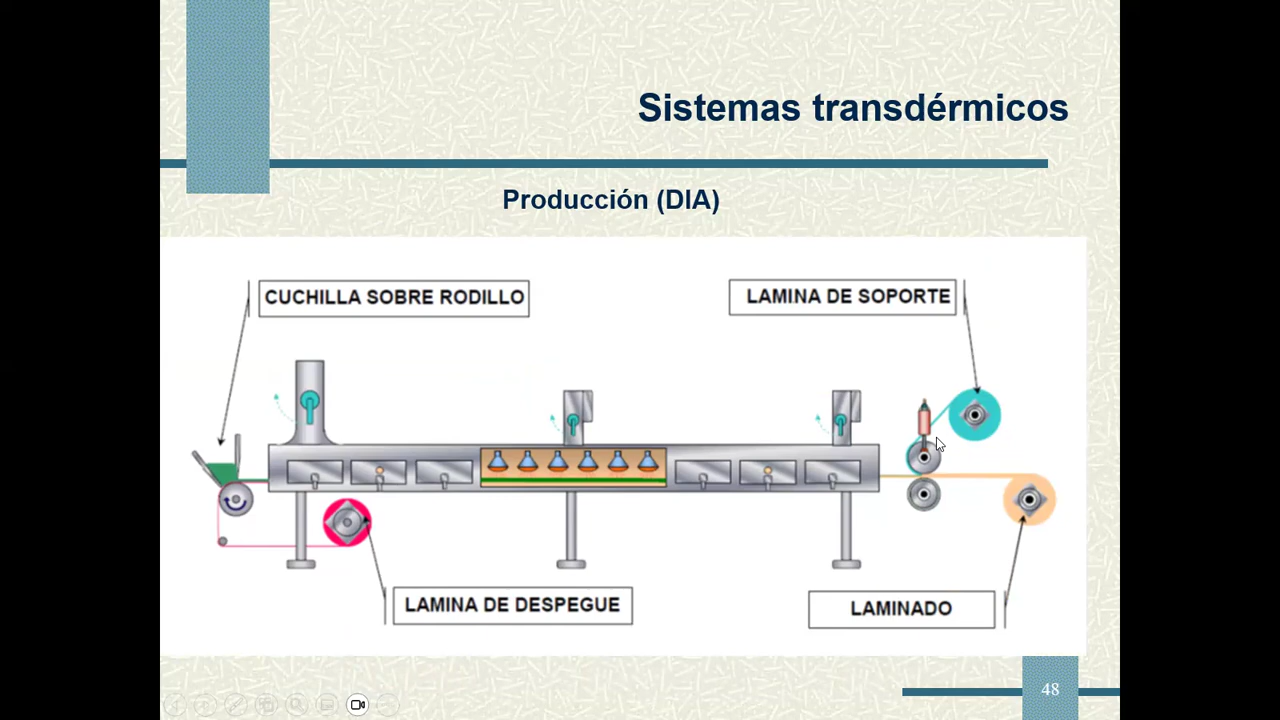 Sistemas transdérmicos
Producción (DIA)
CUCHILLA SOBRE RODILLO
LAMINA DE SOPORTE
LAMINA DE DESPEGUE
LAMINADO
48